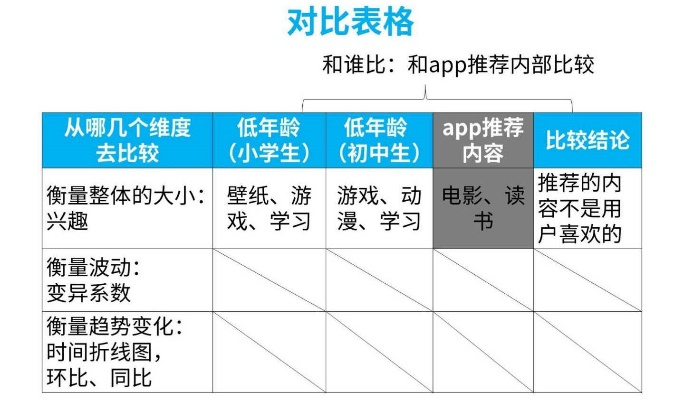 对比表格
和谁比：和app推荐内部比较
从哪几个维度
去比较
低年龄
（小学生）
低年龄
（初中生）
app推荐
内容
比较结论
衡量整体的大小：
兴趣
壁纸、游
戏、学习
游戏、动
漫、学习
电影、读
书
推荐的内
容不是用
户喜欢的
衡量波动：
变异系数
衡量趋势变化：
时间折线图，
环比、同比